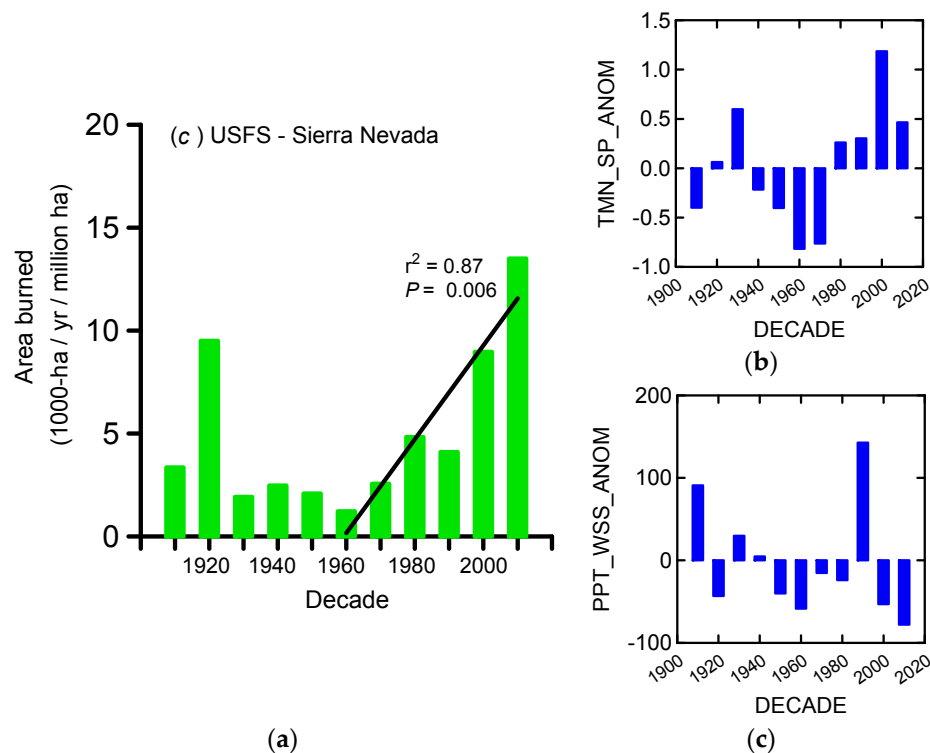 (c ) USFS - Sierra Nevada
20
15
10
5
0
Area burned
(1000-ha / yr / million ha)
r2 = 0.87
P = 0.006
1920
1940
1960
1980
2000
Decade
(a)
1.5
1.0
0.5
0.0
-0.5
-1.0
TMN_SP_ANOM
1900
1920
1940
1960
1980
2000
2020
DECADE
(b)
200
100
0
-100
PPT_WSS_ANOM
1900
1920
1940
1960
1980
2000
2020
DECADE
(c)